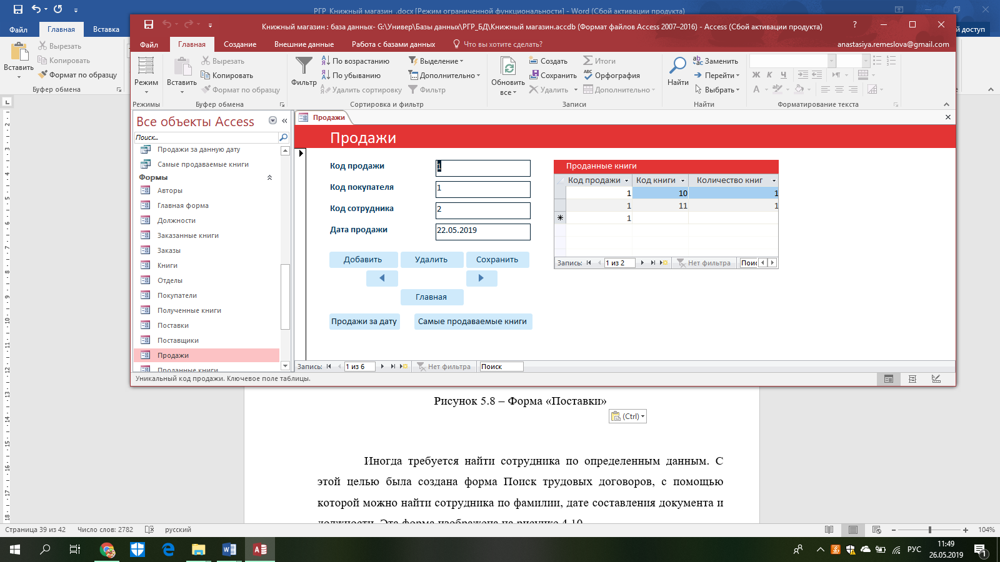 РГР_Книжный магазин_.docx [Режим ограниченной функциональности] - Word (Сбой активации продукта)
Файл
Главная
Вставка
й доступ
Вставить
Вырезать
Копировать
Формат по образцу
Буфер обмена
Книжный магазин : база данных- G:\Универ\Базы данных\РГР_БД\Книжный магазин.accdb (Формат файлов Access 2007–2016) - Access (Сбой активации продукта)
?
Файл
Главная
Создание
Внешние данные
Работа с базами данных
Что вы хотите сделать?
anastasiya.remeslova@gmail.com
Режим
Режимы
Вставить
Вырезать
Копировать
Формат по образцу
Буфер обмена
Фильтр
По возрастанию
По убыванию
Удалить сортировку
Выделение
Дополнительно
Фильтр
Сортировка и фильтр
Обновить все
Создать
Сохранить
Удалить
Итоги
Орфография
Дополнительно
Записи
Найти
Заменить
Перейти
Выбрать
Найти
Ж К Ч
А
Форматирование текста
Все объекты Access
Поиск...
Продажи за данную дату
Самые продаваемые книги
Формы
Авторы
Главная форма
Должности
Заказанные книги
Заказы
Книги
Отделы
Покупатели
Полученные книги
Поставки
Поставщики
Продажи
Проданные книги
Продажи
Продажи
Код продажи 1
Код покупателя 1
Код сотрудника 2
Дата продажи 22.05.2019
Добавить
Удалить
Сохранить
Главная
Продажи за дату
Самые продаваемые книги
Проданные книги
Код продажи Код книги Количество книг
1 10 1
1 11 1
1
Запись: 1 из 2 Нет фильтра Поис
Запись: 1 из 6 Нет фильтра Поиск
Уникальный код продажи. Ключевое поле таблицы.
Рисунок 5.8 – Форма «Поставки»
(Ctrl)
Иногда требуется найти сотрудника по определенным данным. С
этой целью была создана форма Поиск трудовых договоров, с помощью
которой можно найти сотрудника по фамилии, дате составления документа и
должности. Эта форма изображена на рисунке 4.10
Страница 39 из 42
Число слов: 2782
русский
104%
РУС
11:49
26.05.2019
1